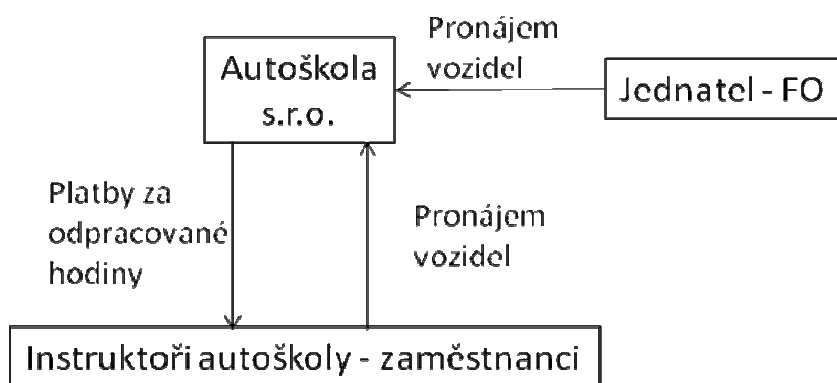 Pronájem
vozidel
Autoškola
s.r.o.
Jednatel - FO
Platby za
odpracované
hodiny
Pronájem
vozidel
Instruktoři autoškoly - zaměstnanci